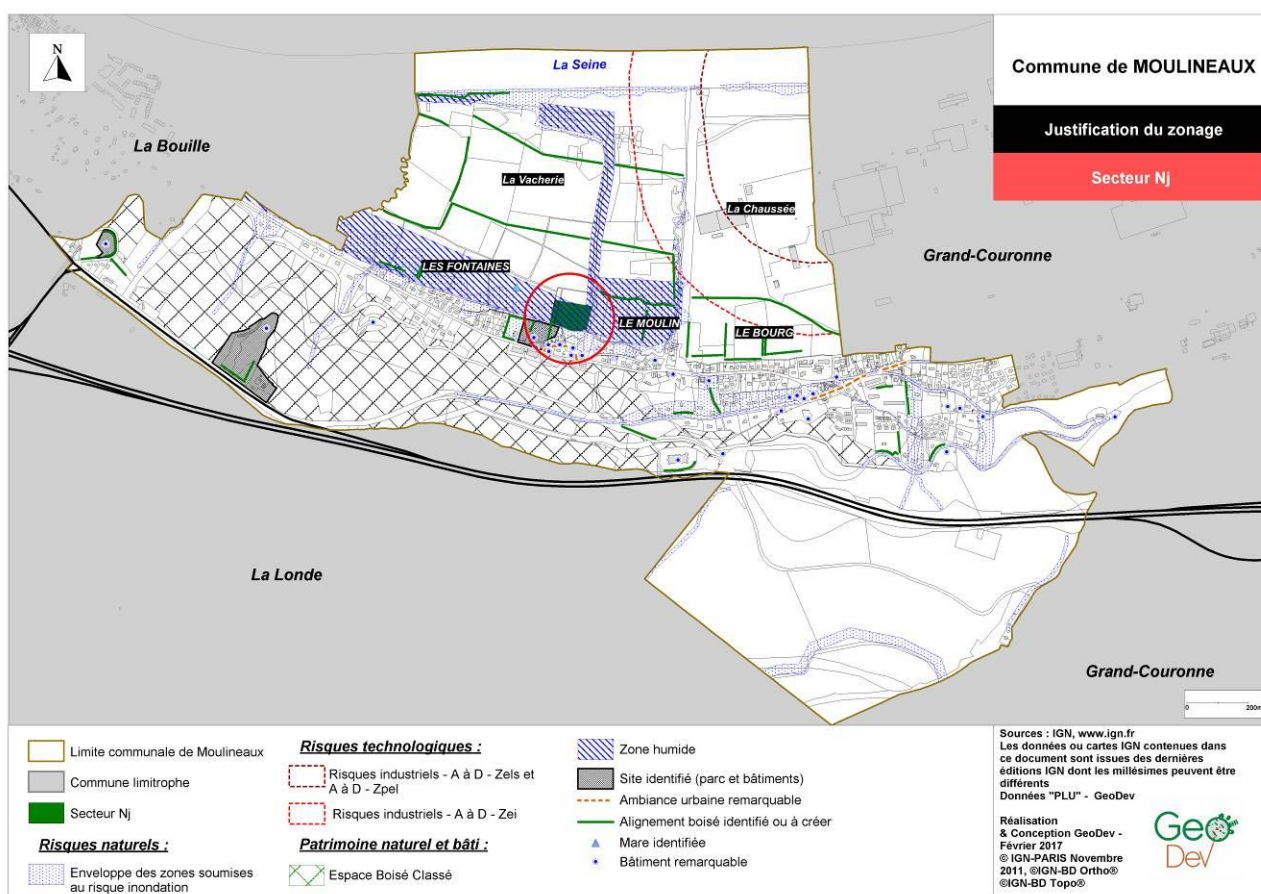 N
La Seine
Commune de MOULINEAUX
Justification du zonage
Secteur Nj
La Bouille
La Vacherie
La Chaussée
Grand-Couronne
LES FONTAINES
LE MOULIN
LE BOURG
La Londe
Grand-Couronne
0 200m
Limite communale de Moulineaux
Commune limitrophe
Secteur Nj
Risques naturels :
Enveloppe des zones soumises
au risque inondation
Risques technologiques :
Risques industriels - A à D - Zels et
A à D - Zpel
Risques industriels - A à D - Zei
Patrimoine naturel et bâti :
Espace Boisé Classé
Zone humide
Site identifié (parc et bâtiments)
Ambiance urbaine remarquable
Alignement boisé identifié ou à créer
Mare identifiée
Bâtiment remarquable
Sources : IGN, www.ign.fr
Les données ou cartes IGN contenues dans
ce document sont issues des dernières
éditions IGN dont les millésimes peuvent être
différents
Données "PLU" - GeoDev
Réalisation
& Conception GeoDev -
Février 2017
© IGN-PARIS Novembre
2011, ©IGN-BD Ortho®
©IGN-BD Topo®
Geo
Dev